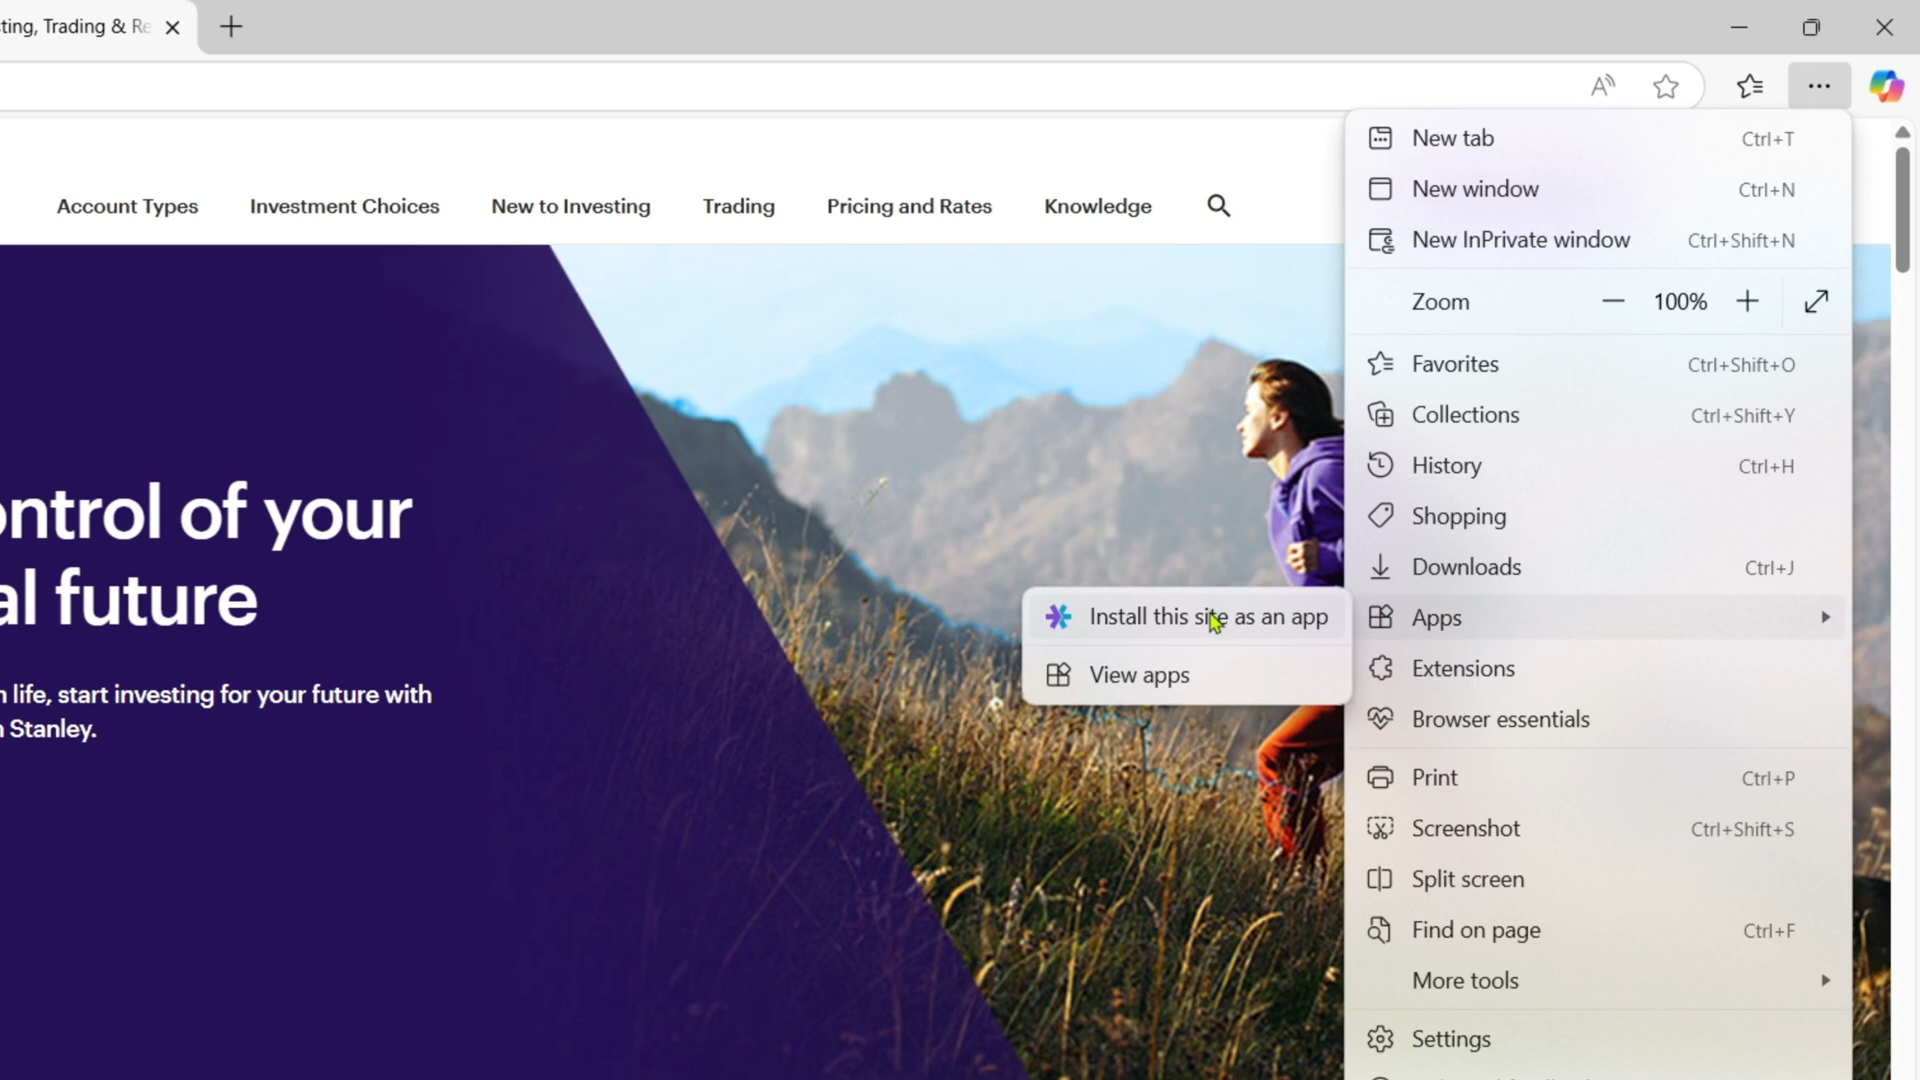 ting, Trading & Re
Account Types
Investment Choices
New to Investing
Trading
Pricing and Rates
Knowledge
ontrol of your
al future
life, start investing for your future with
Stanley.
New tab Ctrl+T
New window Ctrl+N
New InPrivate window Ctrl+Shift+N
Zoom 100%
Favorites Ctrl+Shift+O
Collections Ctrl+Shift+Y
History Ctrl+H
Shopping
Downloads Ctrl+J
Apps
Install this site as an app
View apps
Extensions
Browser essentials
Print Ctrl+P
Screenshot Ctrl+Shift+S
Split screen
Find on page Ctrl+F
More tools
Settings